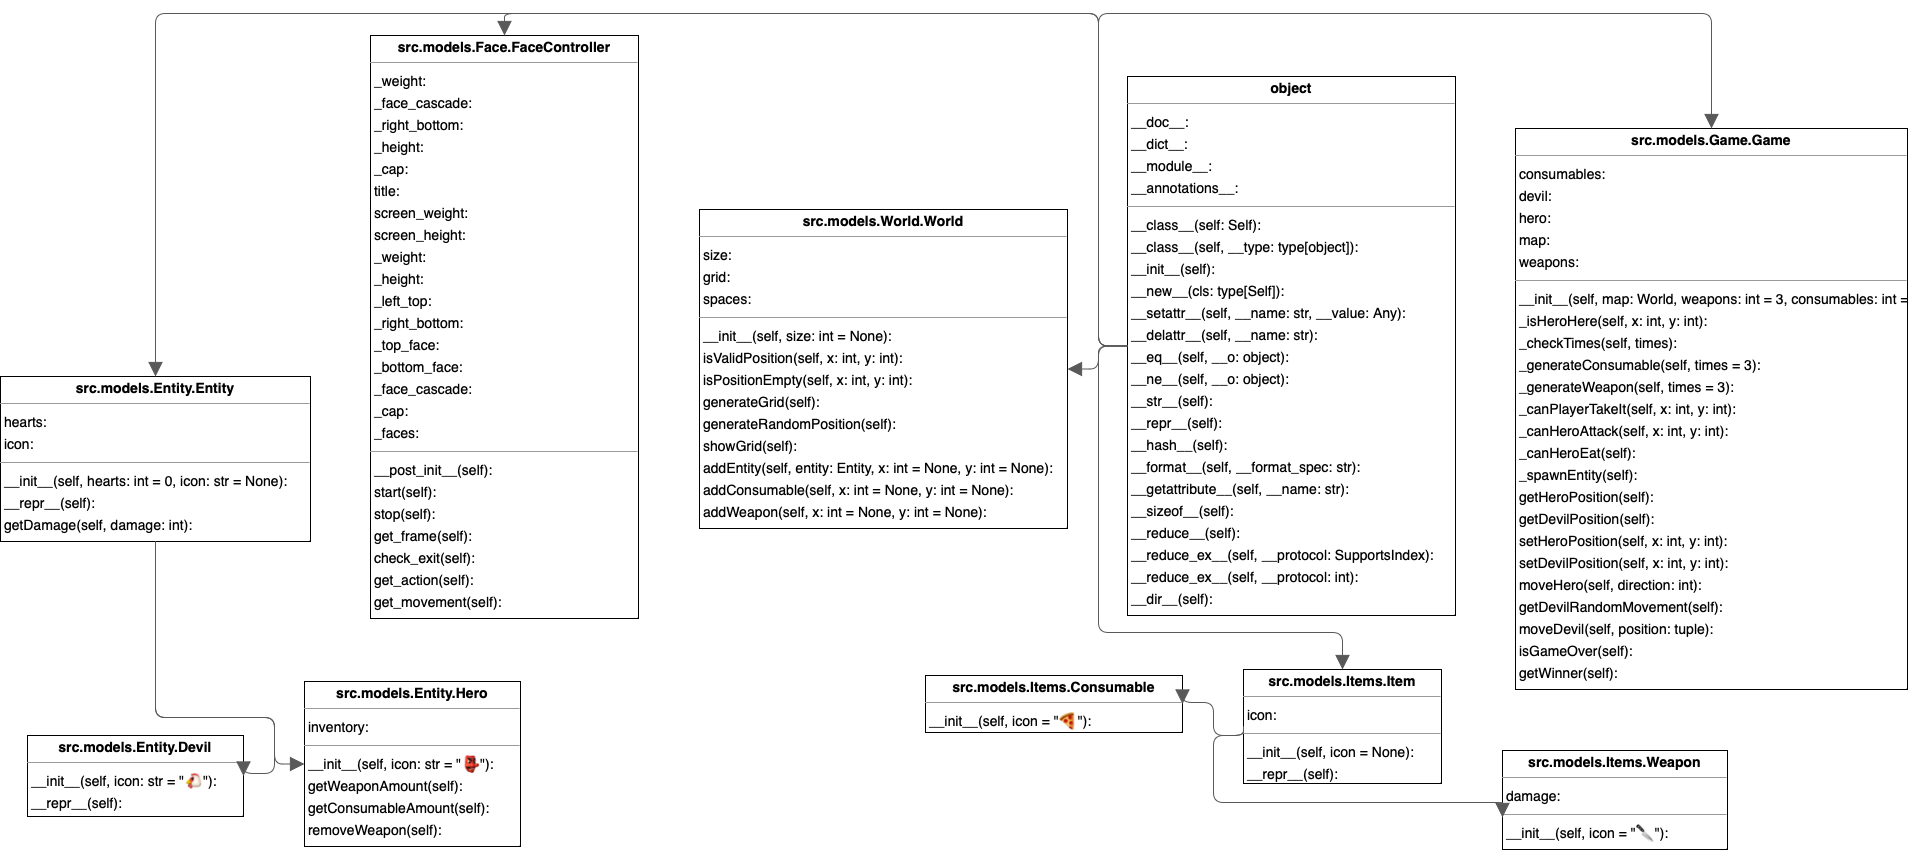 src.models.Face.FaceController
_weight:
_face_cascade:
_right_bottom:
_height:
_cap:
title:
screen_weight:
screen_height:
_weight:
_height:
_left_top:
_right_bottom:
_top_face:
_bottom_face:
_face_cascade:
_cap:
_faces:
__post_init__(self):
start(self):
stop(self):
get_frame(self):
check_exit(self):
get_action(self):
get_movement(self):
object
__doc__:
__dict__:
__module__:
__annotations__:
__class__(self: Self):
__class__(self, __type: type[object]):
__init__(self):
__new__(cls: type[Self]):
__setattr__(self, __name: str, __value: Any):
__delattr__(self, __name: str):
__eq__(self, __o: object):
__ne__(self, __o: object):
__str__(self):
__repr__(self):
__hash__(self):
__format__(self, __format_spec: str):
__getattribute__(self, __name: str):
__sizeof__(self):
__reduce__(self):
__reduce_ex__(self, __protocol: SupportsIndex):
__reduce_ex__(self, __protocol: int):
__dir__(self):
src.models.Game.Game
consumables:
devil:
hero:
map:
weapons:
__init__(self, map: World, weapons: int = 3, consumables: int =
_isHeroHere(self, x: int, y: int):
_checkTimes(self, times):
_generateConsumable(self, times = 3):
_generateWeapon(self, times = 3):
_canPlayerTakeIt(self, x: int, y: int):
_canHeroAttack(self, x: int, y: int):
_canHeroEat(self):
_spawnEntity(self):
getHeroPosition(self):
getDevilPosition(self):
setHeroPosition(self, x: int, y: int):
setDevilPosition(self, x: int, y: int):
moveHero(self, direction: int):
getDevilRandomMovement(self):
moveDevil(self, position: tuple):
isGameOver(self):
getWinner(self):
src.models.World.World
size:
grid:
spaces:
__init__(self, size: int = None):
isValidPosition(self, x: int, y: int):
isPositionEmpty(self, x: int, y: int):
generateGrid(self):
generateRandomPosition(self):
showGrid(self):
addEntity(self, entity: Entity, x: int = None, y: int = None):
addConsumable(self, x: int = None, y: int = None):
addWeapon(self, x: int = None, y: int = None):
src.models.Entity.Entity
hearts:
icon:
__init__(self, hearts: int = 0, icon: str = None):
__repr__(self):
getDamage(self, damage: int):
src.models.Entity.Devil
__init__(self, icon: str = "🐔"):
__repr__(self):
src.models.Entity.Hero
inventory:
__init__(self, icon: str = "👺"):
getWeaponAmount(self):
getConsumableAmount(self):
removeWeapon(self):
src.models.Items.Consumable
__init__(self, icon = "🍕"):
src.models.Items.Item
icon:
__init__(self, icon = None):
__repr__(self):
src.models.Items.Weapon
damage:
__init__(self, icon = "🔪"):